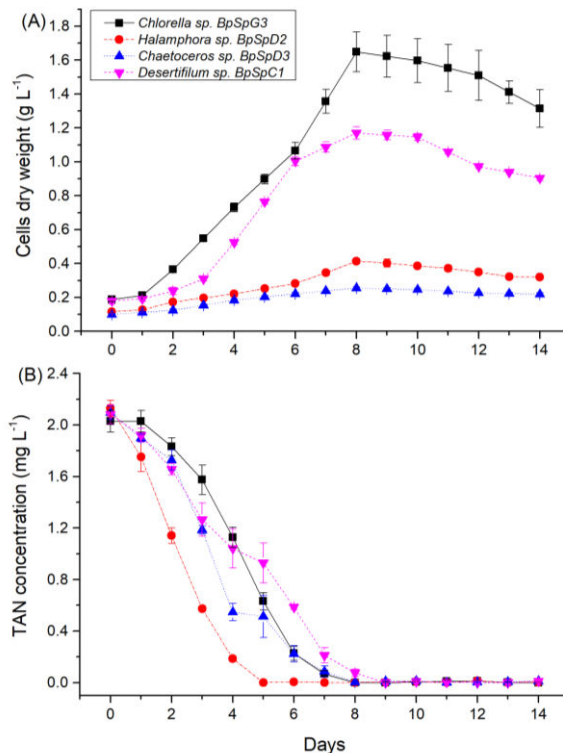 (A)
Chlorella sp. BpSpG3
Halamphora sp. BpSpD2
Chaetoceros sp. BpSpD3
Desertifilum sp. BpSpC1
Cells dry weight (g L⁻¹)
1.8
1.6
1.4
1.2
1.0
0.8
0.6
0.4
0.2
0.0
0 2 4 6 8 10 12 14
(B)
TAN concentration (mg L⁻¹)
2.4
2.0
1.6
1.2
0.8
0.4
0.0
0 2 4 6 8 10 12 14
Days